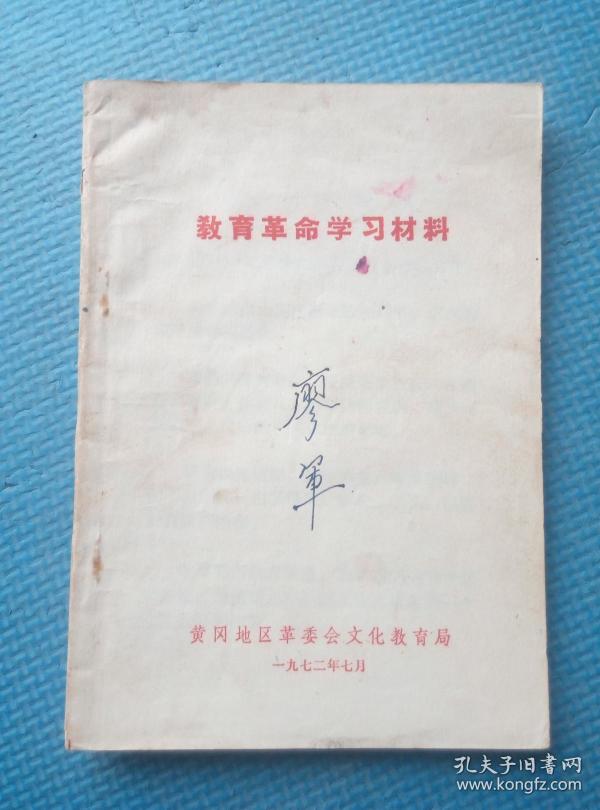 教育革命学习材料
廖
军
黄冈地区革委会文化教育局
一九七二年七月
孔夫子旧书网
www.kongfz.com